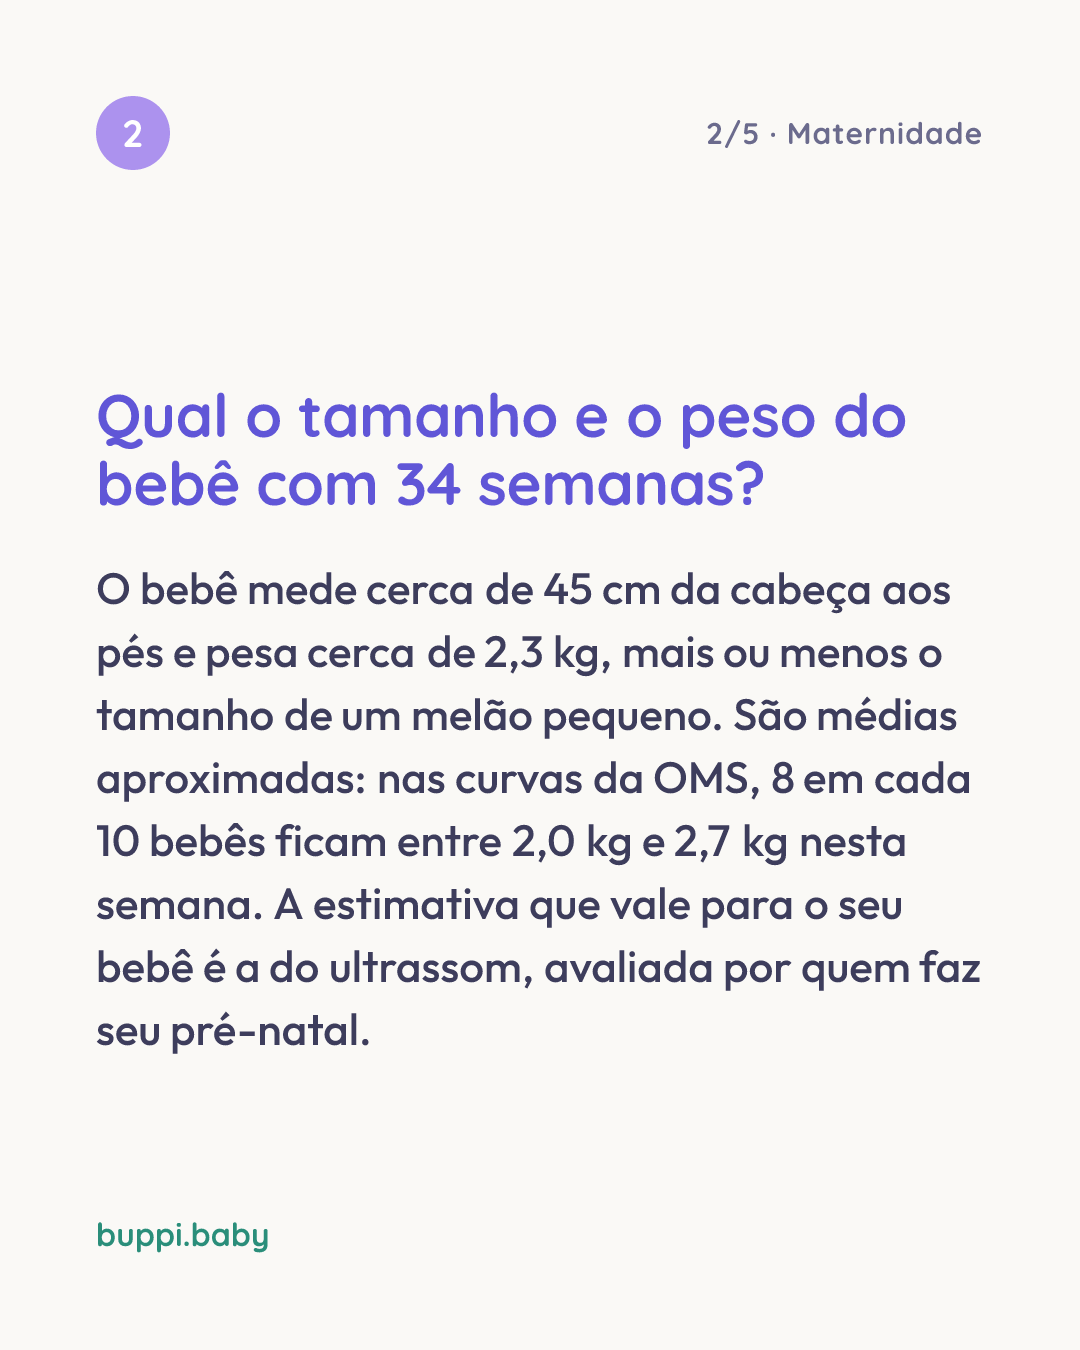 2
2/5 · Maternidade
Qual o tamanho e o peso do
bebê com 34 semanas?
O bebê mede cerca de 45 cm da cabeça aos
pés e pesa cerca de 2,3 kg, mais ou menos o
tamanho de um melão pequeno. São médias
aproximadas: nas curvas da OMS, 8 em cada
10 bebês ficam entre 2,0 kg e 2,7 kg nesta
semana. A estimativa que vale para o seu
bebê é a do ultrassom, avaliada por quem faz
seu pré-natal.
buppi.baby